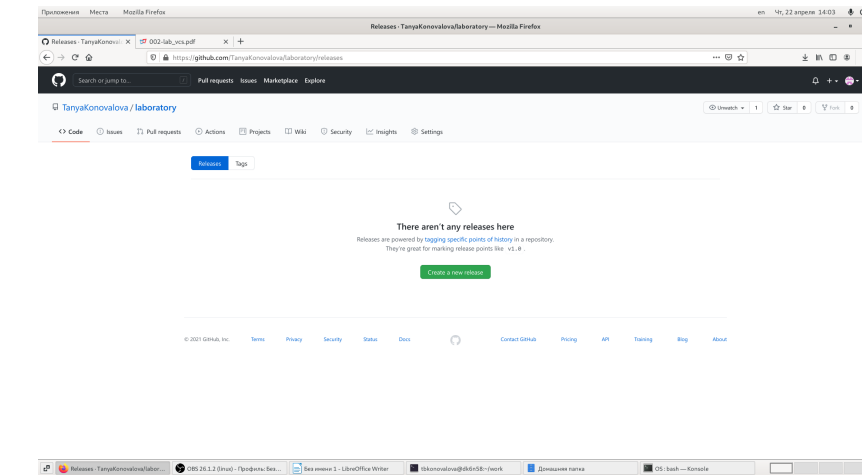 Приложения Места Mozilla Firefox en Чт, 22 апреля 14:03
Releases · TanyaKonovalova/laboratory — Mozilla Firefox
Releases · TanyaKonoval 002-lab_vcs.pdf
https://github.com/TanyaKonovalova/laboratory/releases
Search or jump to... Pull requests Issues Marketplace Explore
TanyaKonovalova / laboratory Unwatch 1 Star 0 Fork 0
Code Issues Pull requests Actions Projects Wiki Security Insights Settings
Releases Tags
There aren't any releases here
Releases are powered by tagging specific points of history in a repository.
They're great for marking release points like v1.0 .
Create a new release
© 2021 GitHub, Inc. Terms Privacy Security Status Docs Contact GitHub Pricing API Training Blog About
Releases · TanyaKonovalova/labor... OBS 26.1.2 (linux) - Профиль: Без... Без имени 1 - LibreOffice Writer tbkonovalova@dk6n58:~/work Домашняя папка OS : bash — Konsole